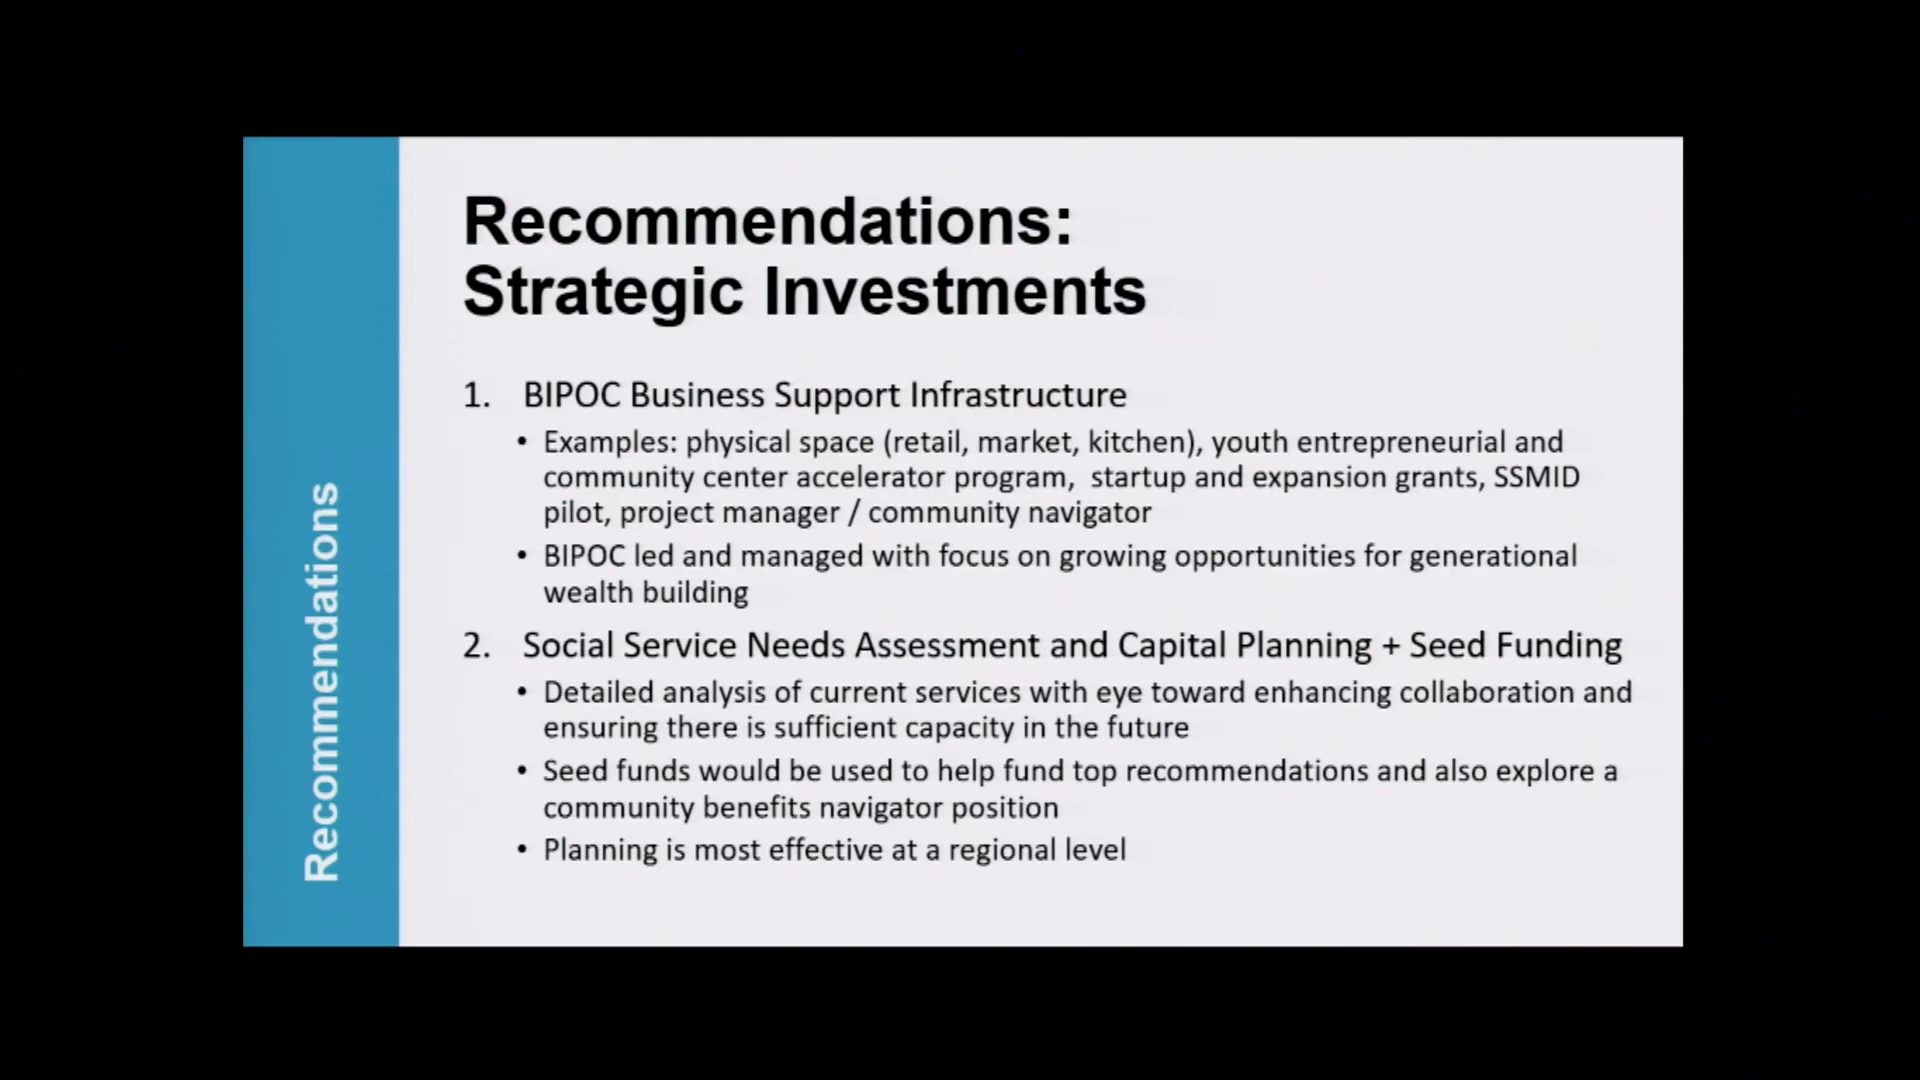 Recommendations
Recommendations:
Strategic Investments
1. BIPOC Business Support Infrastructure
• Examples: physical space (retail, market, kitchen), youth entrepreneurial and
community center accelerator program,  startup and expansion grants, SSMID
pilot, project manager / community navigator
• BIPOC led and managed with focus on growing opportunities for generational
wealth building
2. Social Service Needs Assessment and Capital Planning + Seed Funding
• Detailed analysis of current services with eye toward enhancing collaboration and
ensuring there is sufficient capacity in the future
• Seed funds would be used to help fund top recommendations and also explore a
community benefits navigator position
• Planning is most effective at a regional level